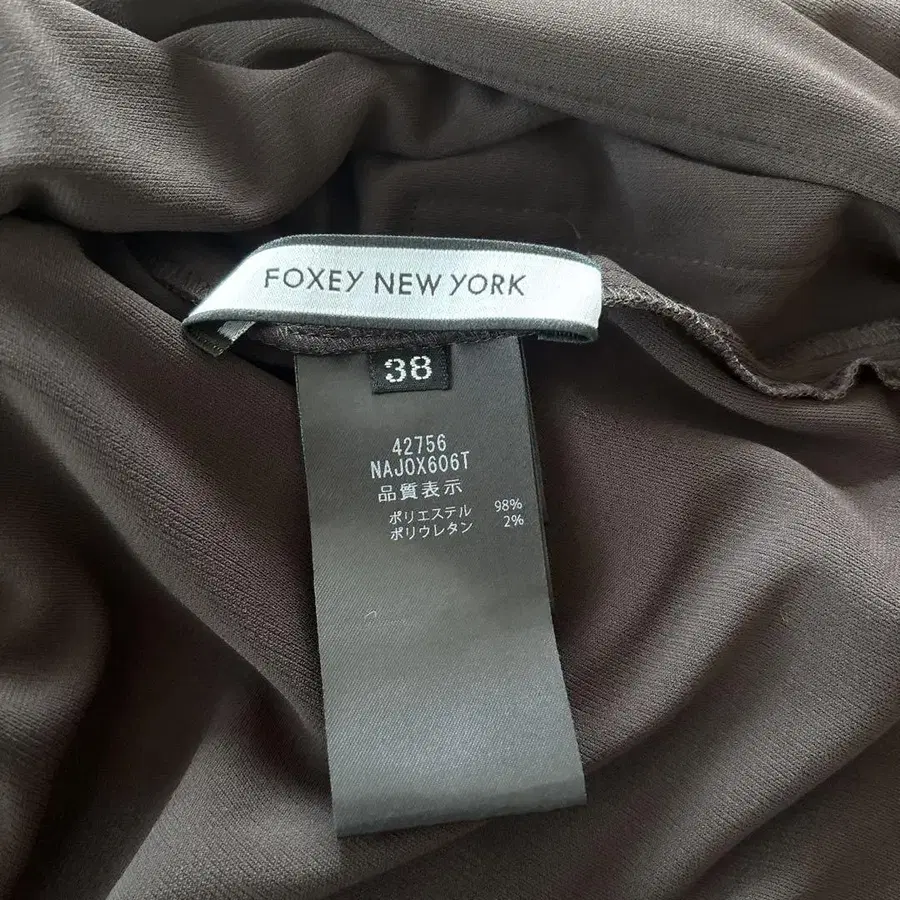 FOXEY NEW YORK
38
42756
NAJOX606T
品質表示
ポリエステル 98%
ポリウレタン 2%